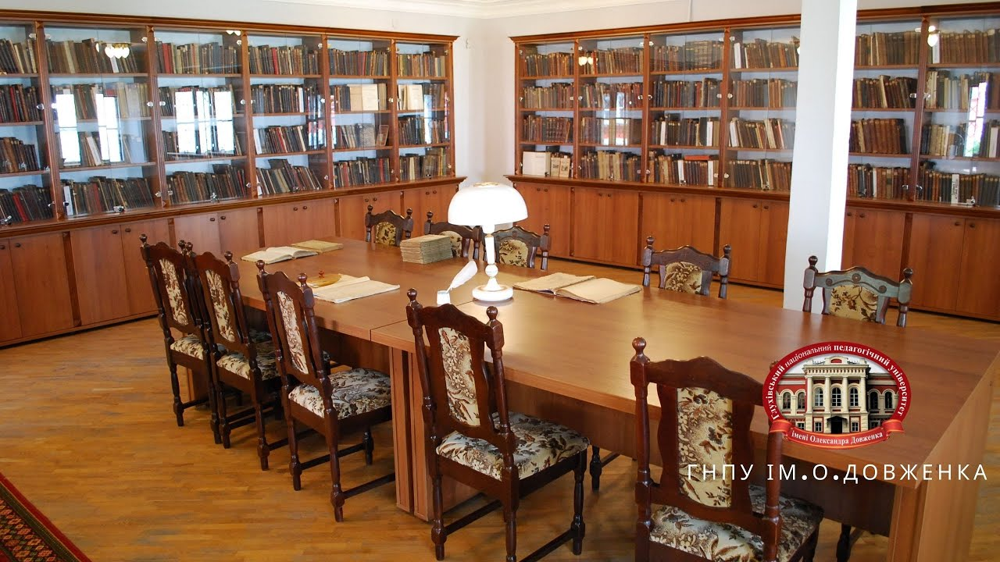 Глухівський національний педагогічний університет
імені Олександра Довженка
ГНПУ ІМ.О.ДОВЖЕНКА